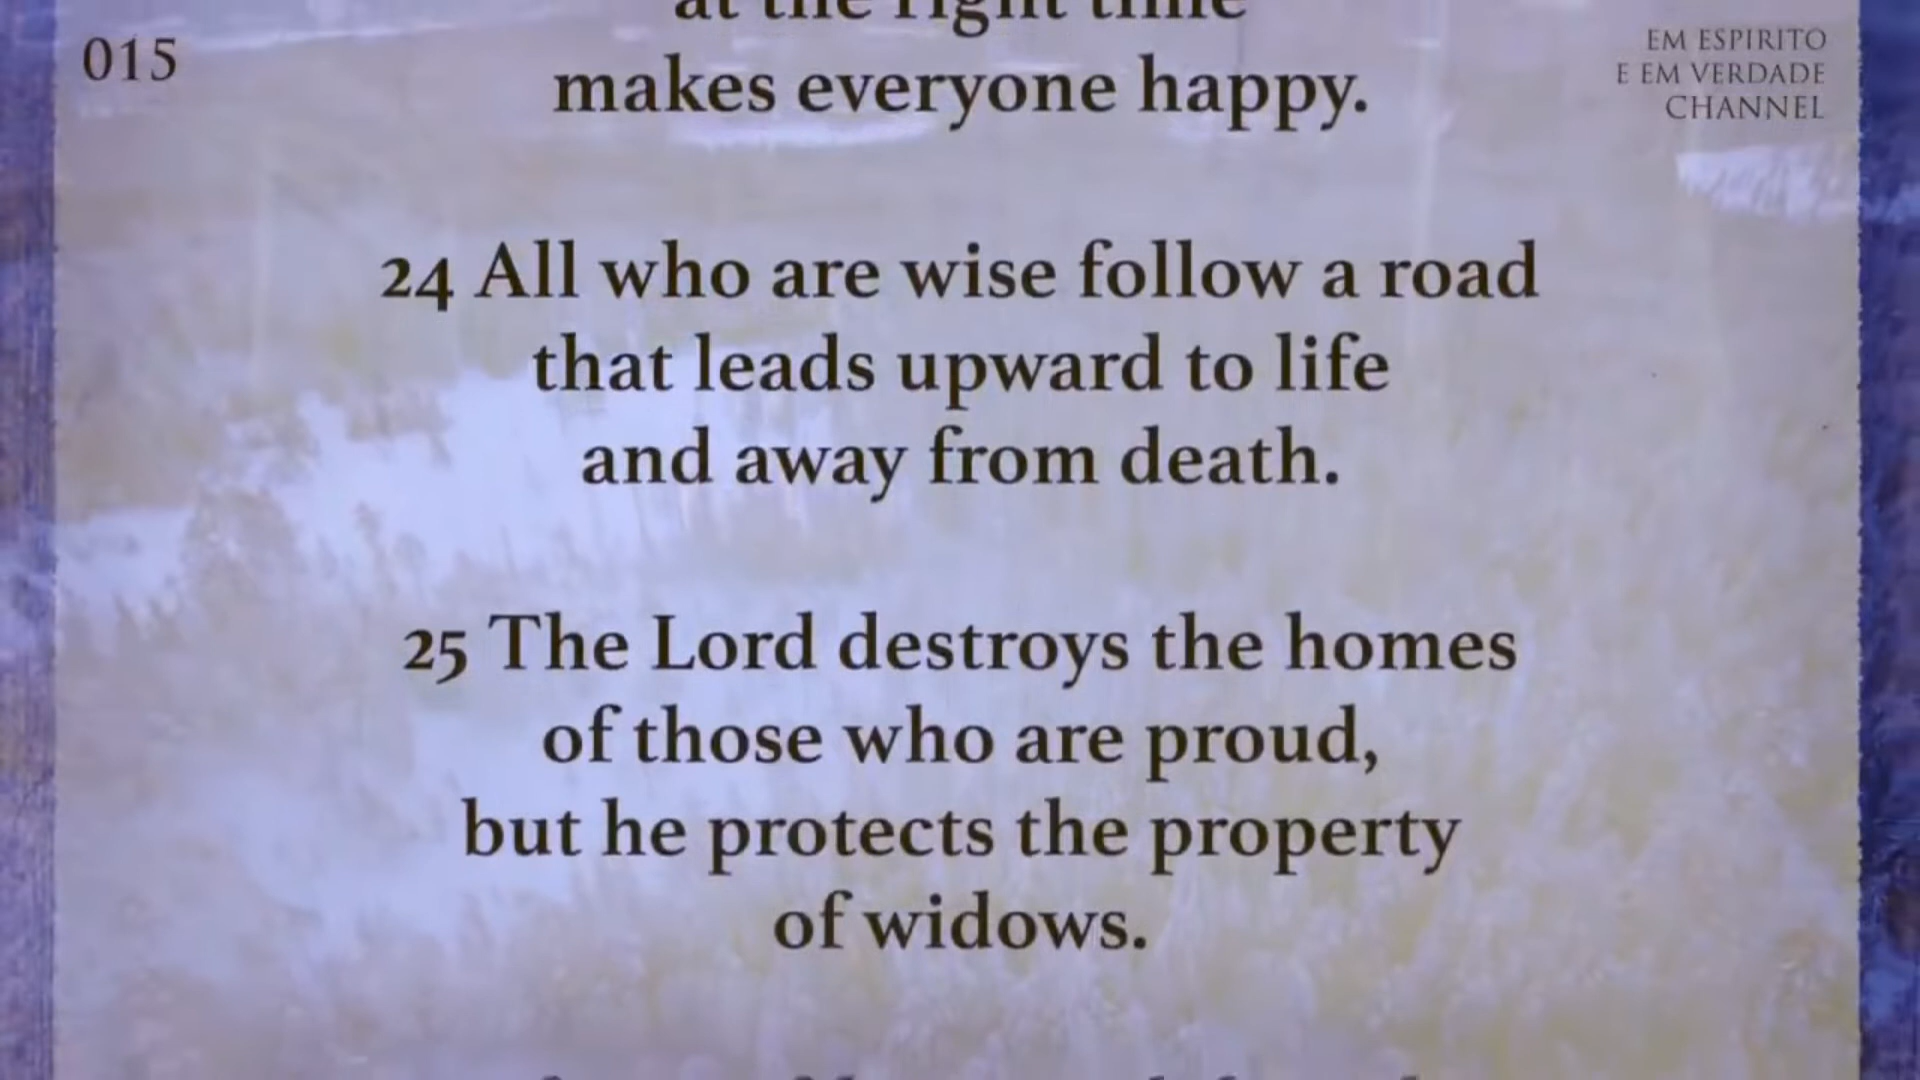 015
EM ESPIRITO
E EM VERDADE
CHANNEL
at the right time
makes everyone happy.
24 All who are wise follow a road
that leads upward to life
and away from death.
25 The Lord destroys the homes
of those who are proud,
but he protects the property
of widows.